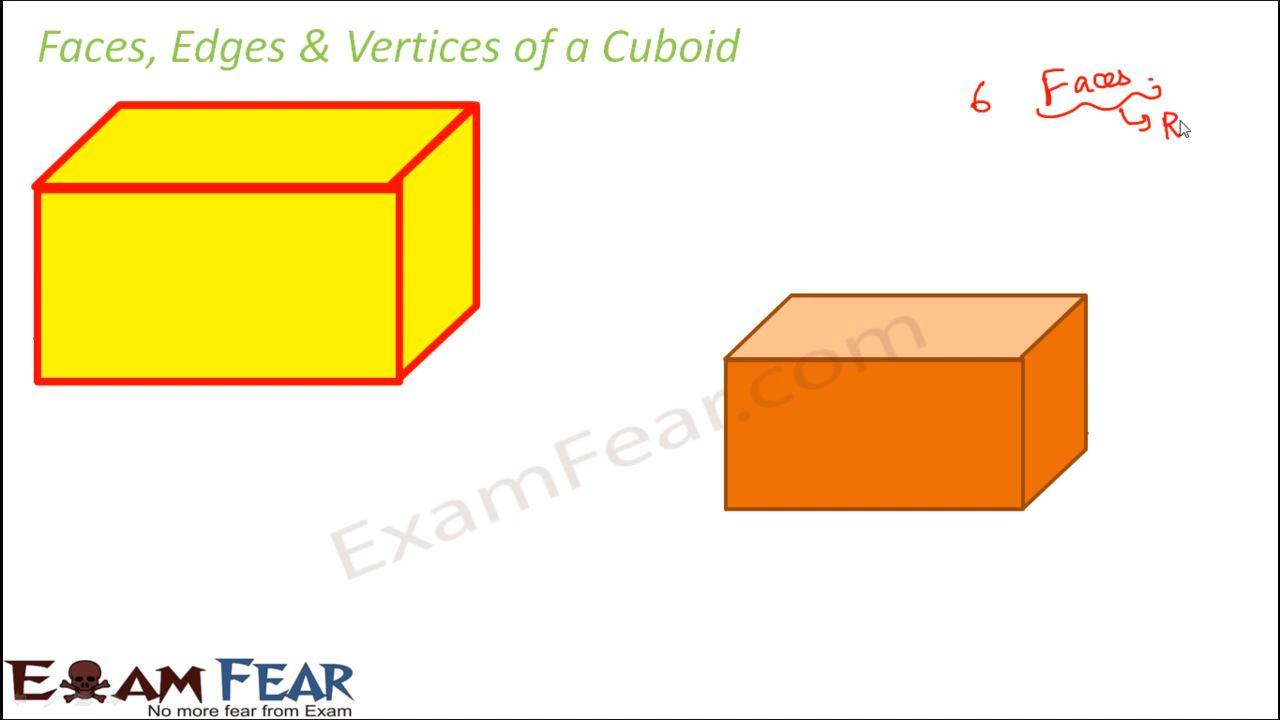 Faces, Edges & Vertices of a Cuboid
6 Faces :
R
ExamFear.com
EXAM FEAR
No more fear from Exam